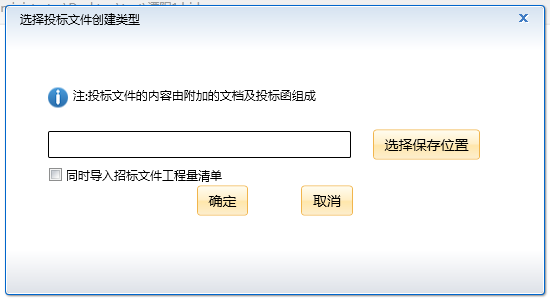 选择投标文件创建类型
x
注:投标文件的内容由附加的文档及投标函组成
选择保存位置
同时导入招标文件工程量清单
确定
取消